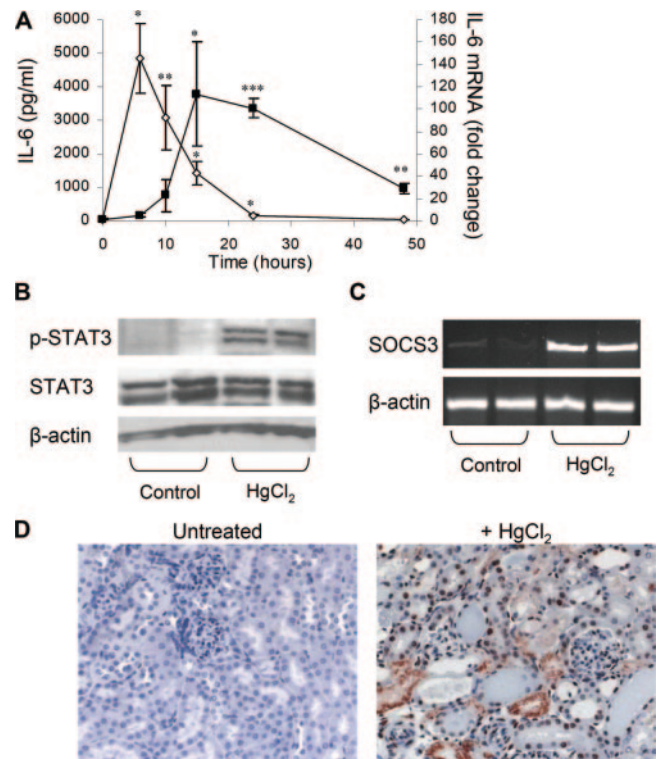 A
6000
5000
4000
3000
2000
1000
0
IL-6 (pg/ml)
180
160
140
120
100
80
60
40
20
0
IL-6 mRNA (fold change)
*
**
*
*
***
*
**
0 10 20 30 40 50
Time (hours)
B
p-STAT3
STAT3
β-actin
Control HgCl₂
C
SOCS3
β-actin
Control HgCl₂
D
Untreated + HgCl₂